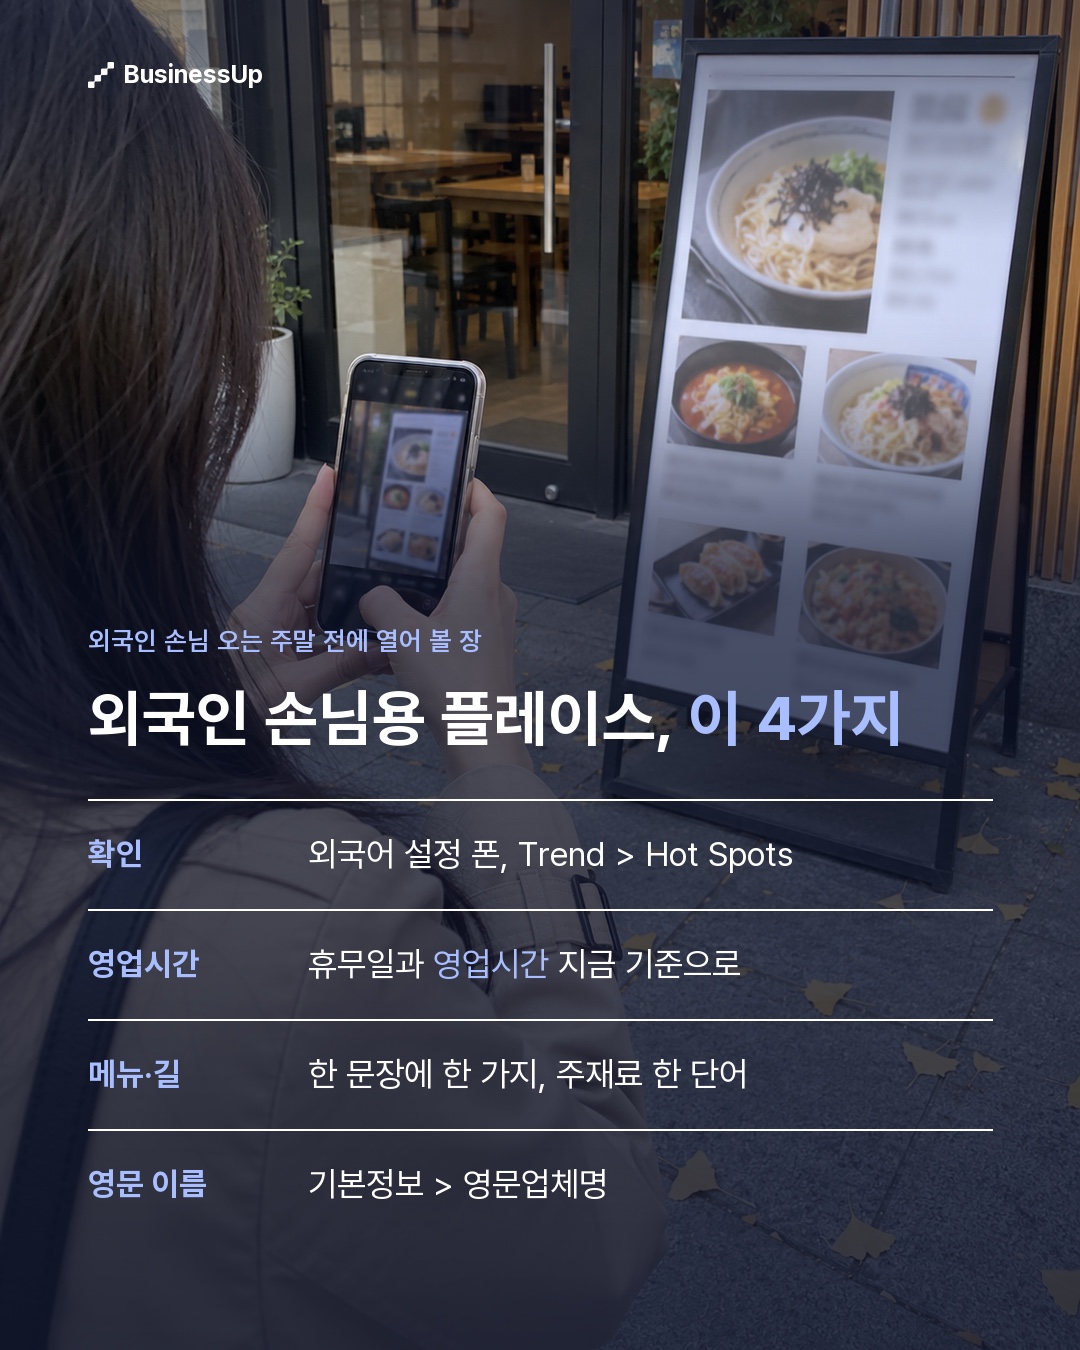 BusinessUp
외국인 손님 오는 주말 전에 열어 볼 장
외국인 손님용 플레이스, 이 4가지
확인 외국어 설정 폰, Trend > Hot Spots
영업시간 휴무일과 영업시간 지금 기준으로
메뉴·길 한 문장에 한 가지, 주재료 한 단어
영문 이름 기본정보 > 영문업체명